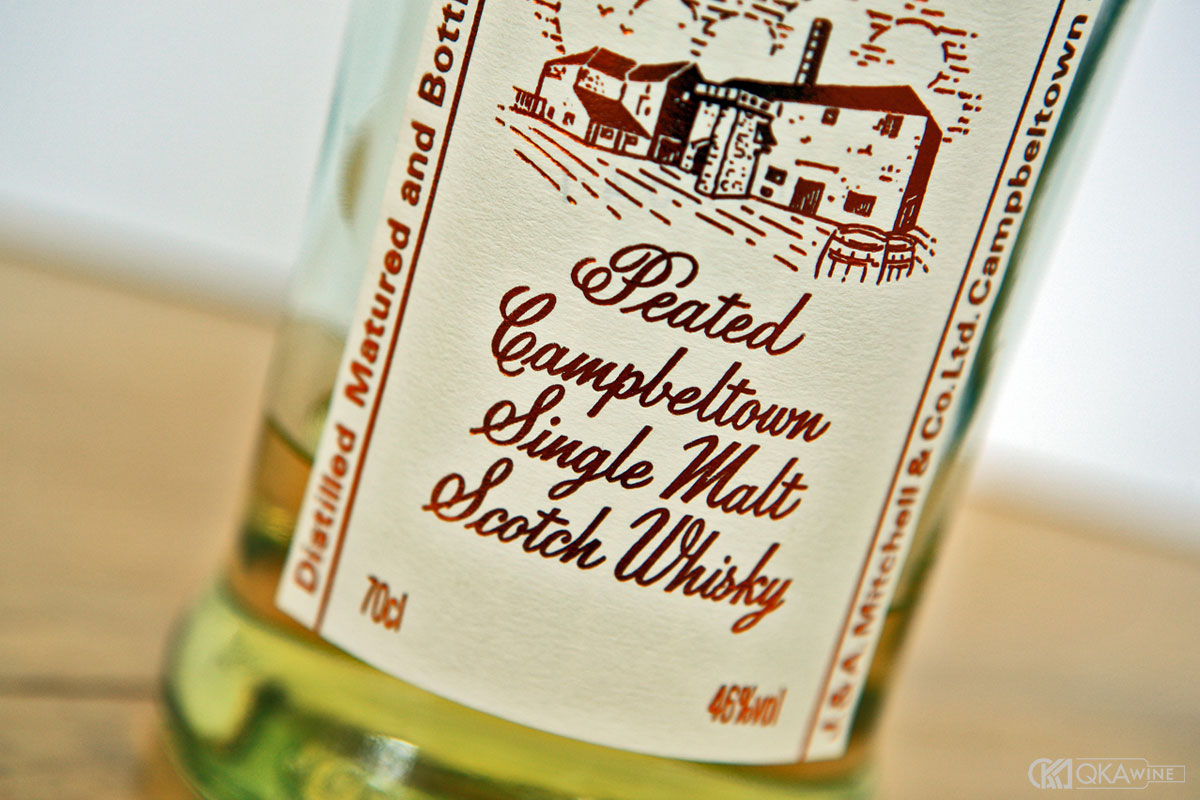 Distilled Matured and Bott
Peated
Campbeltown
Single Malt
Scotch Whisky
70cl
46%vol
J. & A. Mitchell & Co. Ltd. Campbeltown
QKAWINE